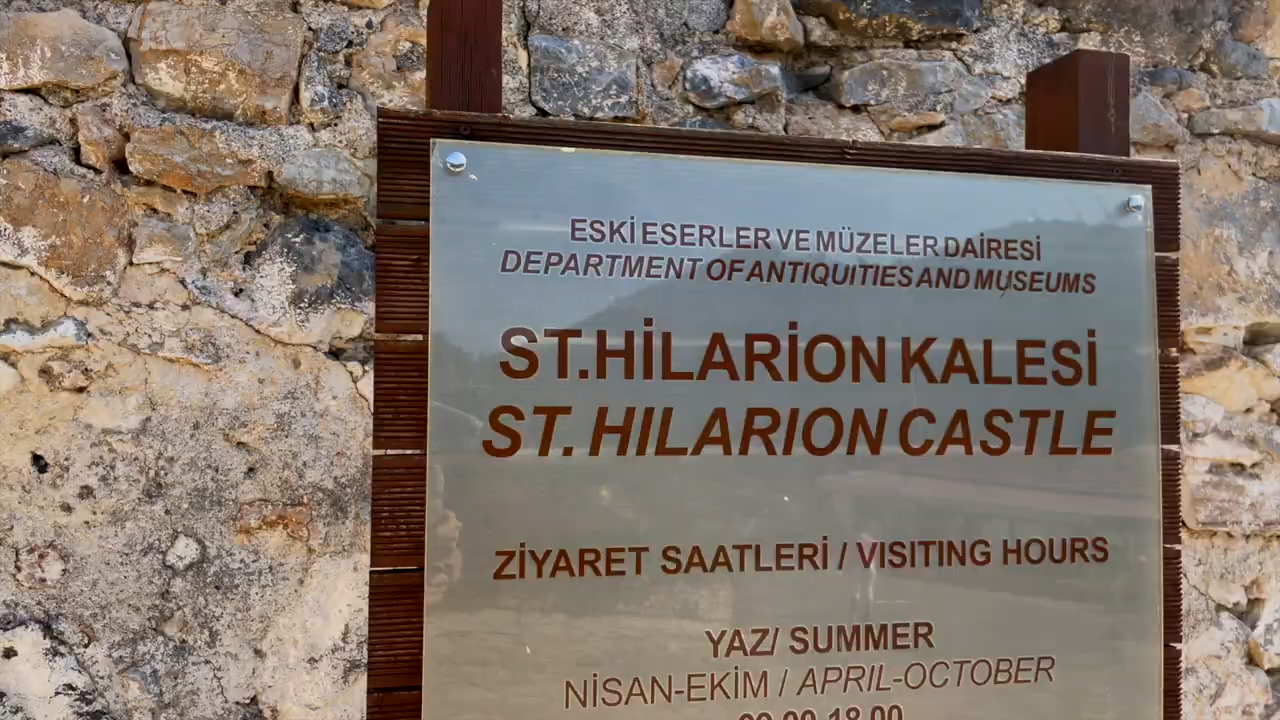 ESKİ ESERLER VE MÜZELER DAİRESİ
DEPARTMENT OF ANTIQUITIES AND MUSEUMS
ST.HİLARİON KALESİ
ST. HILARION CASTLE
ZİYARET SAATLERİ / VISITING HOURS
YAZ/ SUMMER
NİSAN-EKİM / APRIL-OCTOBER